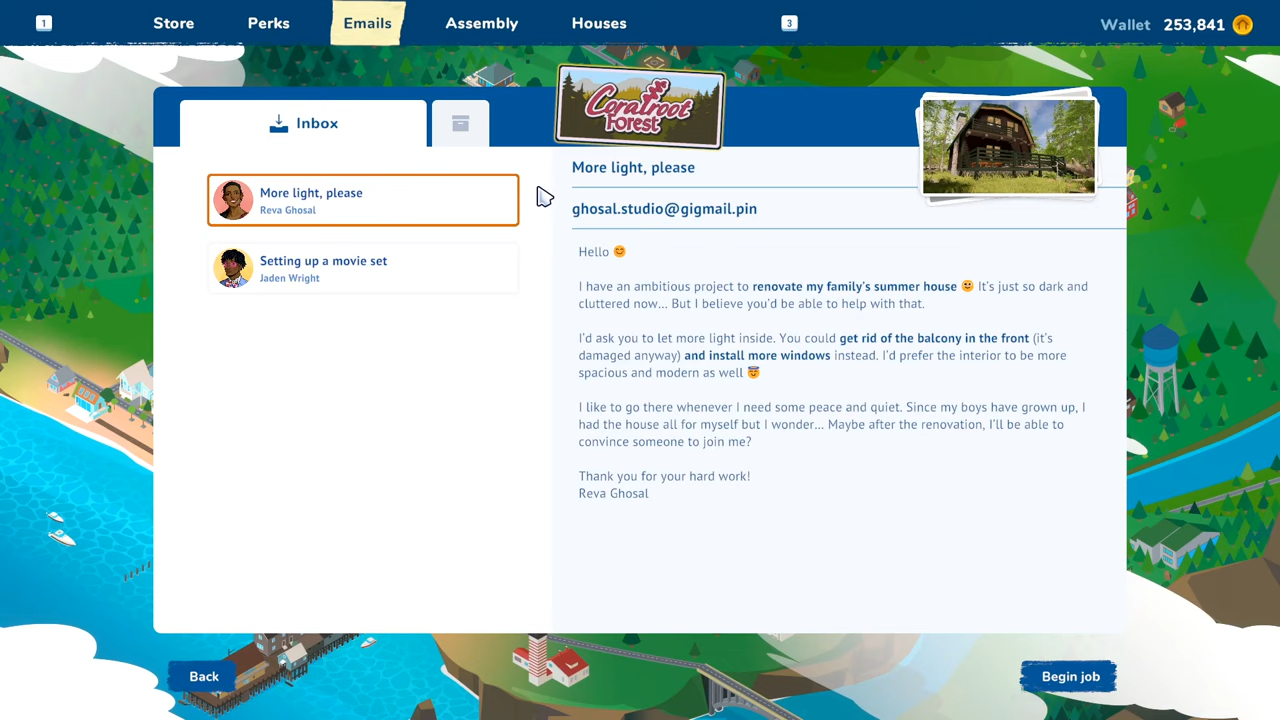 1
Store
Perks
Emails
Assembly
Houses
3
Wallet 253,841
Inbox
Coralroot
Forest
More light, please
Reva Ghosal
Setting up a movie set
Jaden Wright
More light, please
ghosal.studio@gigmail.pin
Hello 😊
I have an ambitious project to renovate my family's summer house 🙂 It's just so dark and
cluttered now... But I believe you'd be able to help with that.
I'd ask you to let more light inside. You could get rid of the balcony in the front (it's
damaged anyway) and install more windows instead. I'd prefer the interior to be more
spacious and modern as well 😇
I like to go there whenever I need some peace and quiet. Since my boys have grown up, I
had the house all for myself but I wonder... Maybe after the renovation, I'll be able to
convince someone to join me?
Thank you for your hard work!
Reva Ghosal
Back
Begin job